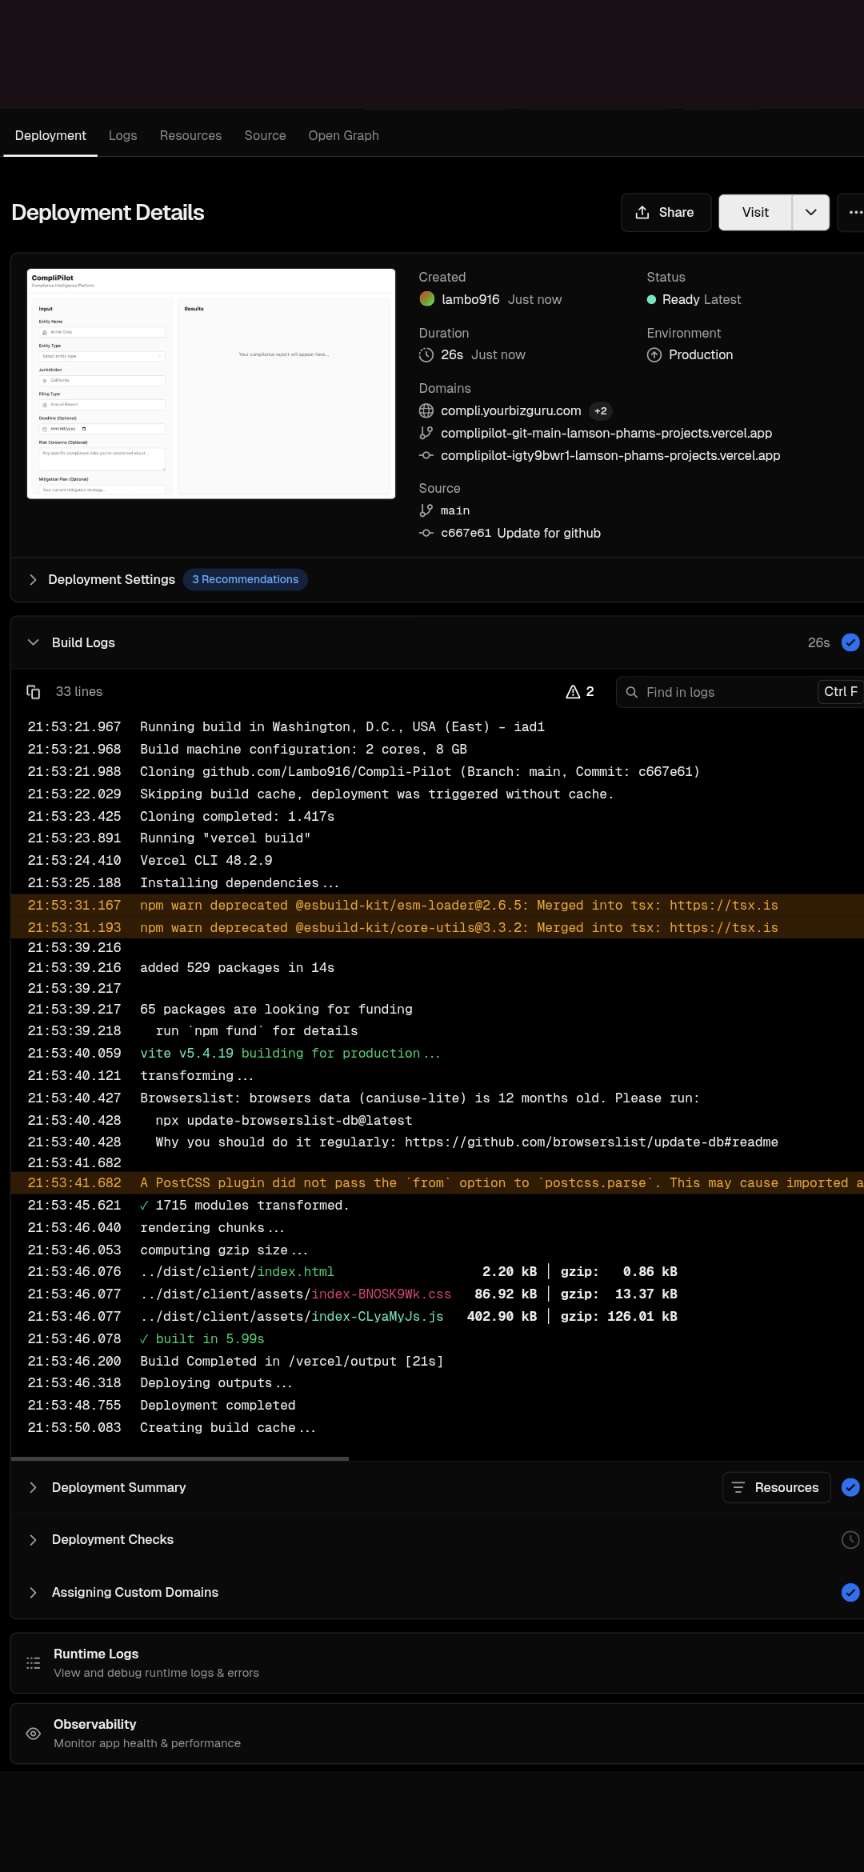 Deployment Logs Resources Source Open Graph
Deployment Details
Share Visit
CompliPilot
Compliance Intelligence Platform
Input
Results
Entity Name
Acme Corp
Entity Type
Select entity type
Your compliance report will appear here...
Jurisdiction
California
Filing Type
Annual Report
Deadline (Optional)
mm/dd/yyyy
Risk Concerns (Optional)
Any specific compliance risks you're concerned about...
Mitigation Plan (Optional)
Your current mitigation strategy...
Created
lambo916 Just now
Status
Ready Latest
Duration
26s Just now
Environment
Production
Domains
compli.yourbizguru.com +2
complipilot-git-main-lamson-phams-projects.vercel.app
complipilot-igty9bwr1-lamson-phams-projects.vercel.app
Source
main
c667e61 Update for github
Deployment Settings 3 Recommendations
Build Logs 26s
33 lines 2 Find in logs Ctrl F
21:53:21.967 Running build in Washington, D.C., USA (East) – iad1
21:53:21.968 Build machine configuration: 2 cores, 8 GB
21:53:21.988 Cloning github.com/Lambo916/Compli-Pilot (Branch: main, Commit: c667e61)
21:53:22.029 Skipping build cache, deployment was triggered without cache.
21:53:23.425 Cloning completed: 1.417s
21:53:23.891 Running "vercel build"
21:53:24.410 Vercel CLI 48.2.9
21:53:25.188 Installing dependencies...
21:53:31.167 npm warn deprecated @esbuild-kit/esm-loader@2.6.5: Merged into tsx: https://tsx.is
21:53:31.193 npm warn deprecated @esbuild-kit/core-utils@3.3.2: Merged into tsx: https://tsx.is
21:53:39.216
21:53:39.216 added 529 packages in 14s
21:53:39.217
21:53:39.217 65 packages are looking for funding
21:53:39.218 run `npm fund` for details
21:53:40.059 vite v5.4.19 building for production...
21:53:40.121 transforming...
21:53:40.427 Browserslist: browsers data (caniuse-lite) is 12 months old. Please run:
21:53:40.428 npx update-browserslist-db@latest
21:53:40.428 Why you should do it regularly: https://github.com/browserslist/update-db#readme
21:53:41.682
21:53:41.682 A PostCSS plugin did not pass the `from` option to `postcss.parse`. This may cause imported a
21:53:45.621 ✓ 1715 modules transformed.
21:53:46.040 rendering chunks...
21:53:46.053 computing gzip size...
21:53:46.076 ../dist/client/index.html 2.20 kB │ gzip: 0.86 kB
21:53:46.077 ../dist/client/assets/index-BNOSK9Wk.css 86.92 kB │ gzip: 13.37 kB
21:53:46.077 ../dist/client/assets/index-CLyaMyJs.js 402.90 kB │ gzip: 126.01 kB
21:53:46.078 ✓ built in 5.99s
21:53:46.200 Build Completed in /vercel/output [21s]
21:53:46.318 Deploying outputs...
21:53:48.755 Deployment completed
21:53:50.083 Creating build cache...
Deployment Summary Resources
Deployment Checks
Assigning Custom Domains
Runtime Logs
View and debug runtime logs & errors
Observability
Monitor app health & performance